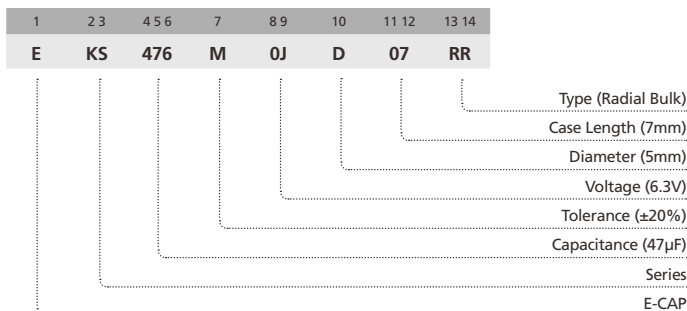 1 2 3 4 5 6 7 8 9 10 11 12 13 14
E KS 476 M 0J D 07 RR
Type (Radial Bulk)
Case Length (7mm)
Diameter (5mm)
Voltage (6.3V)
Tolerance (±20%)
Capacitance (47µF)
Series
E-CAP